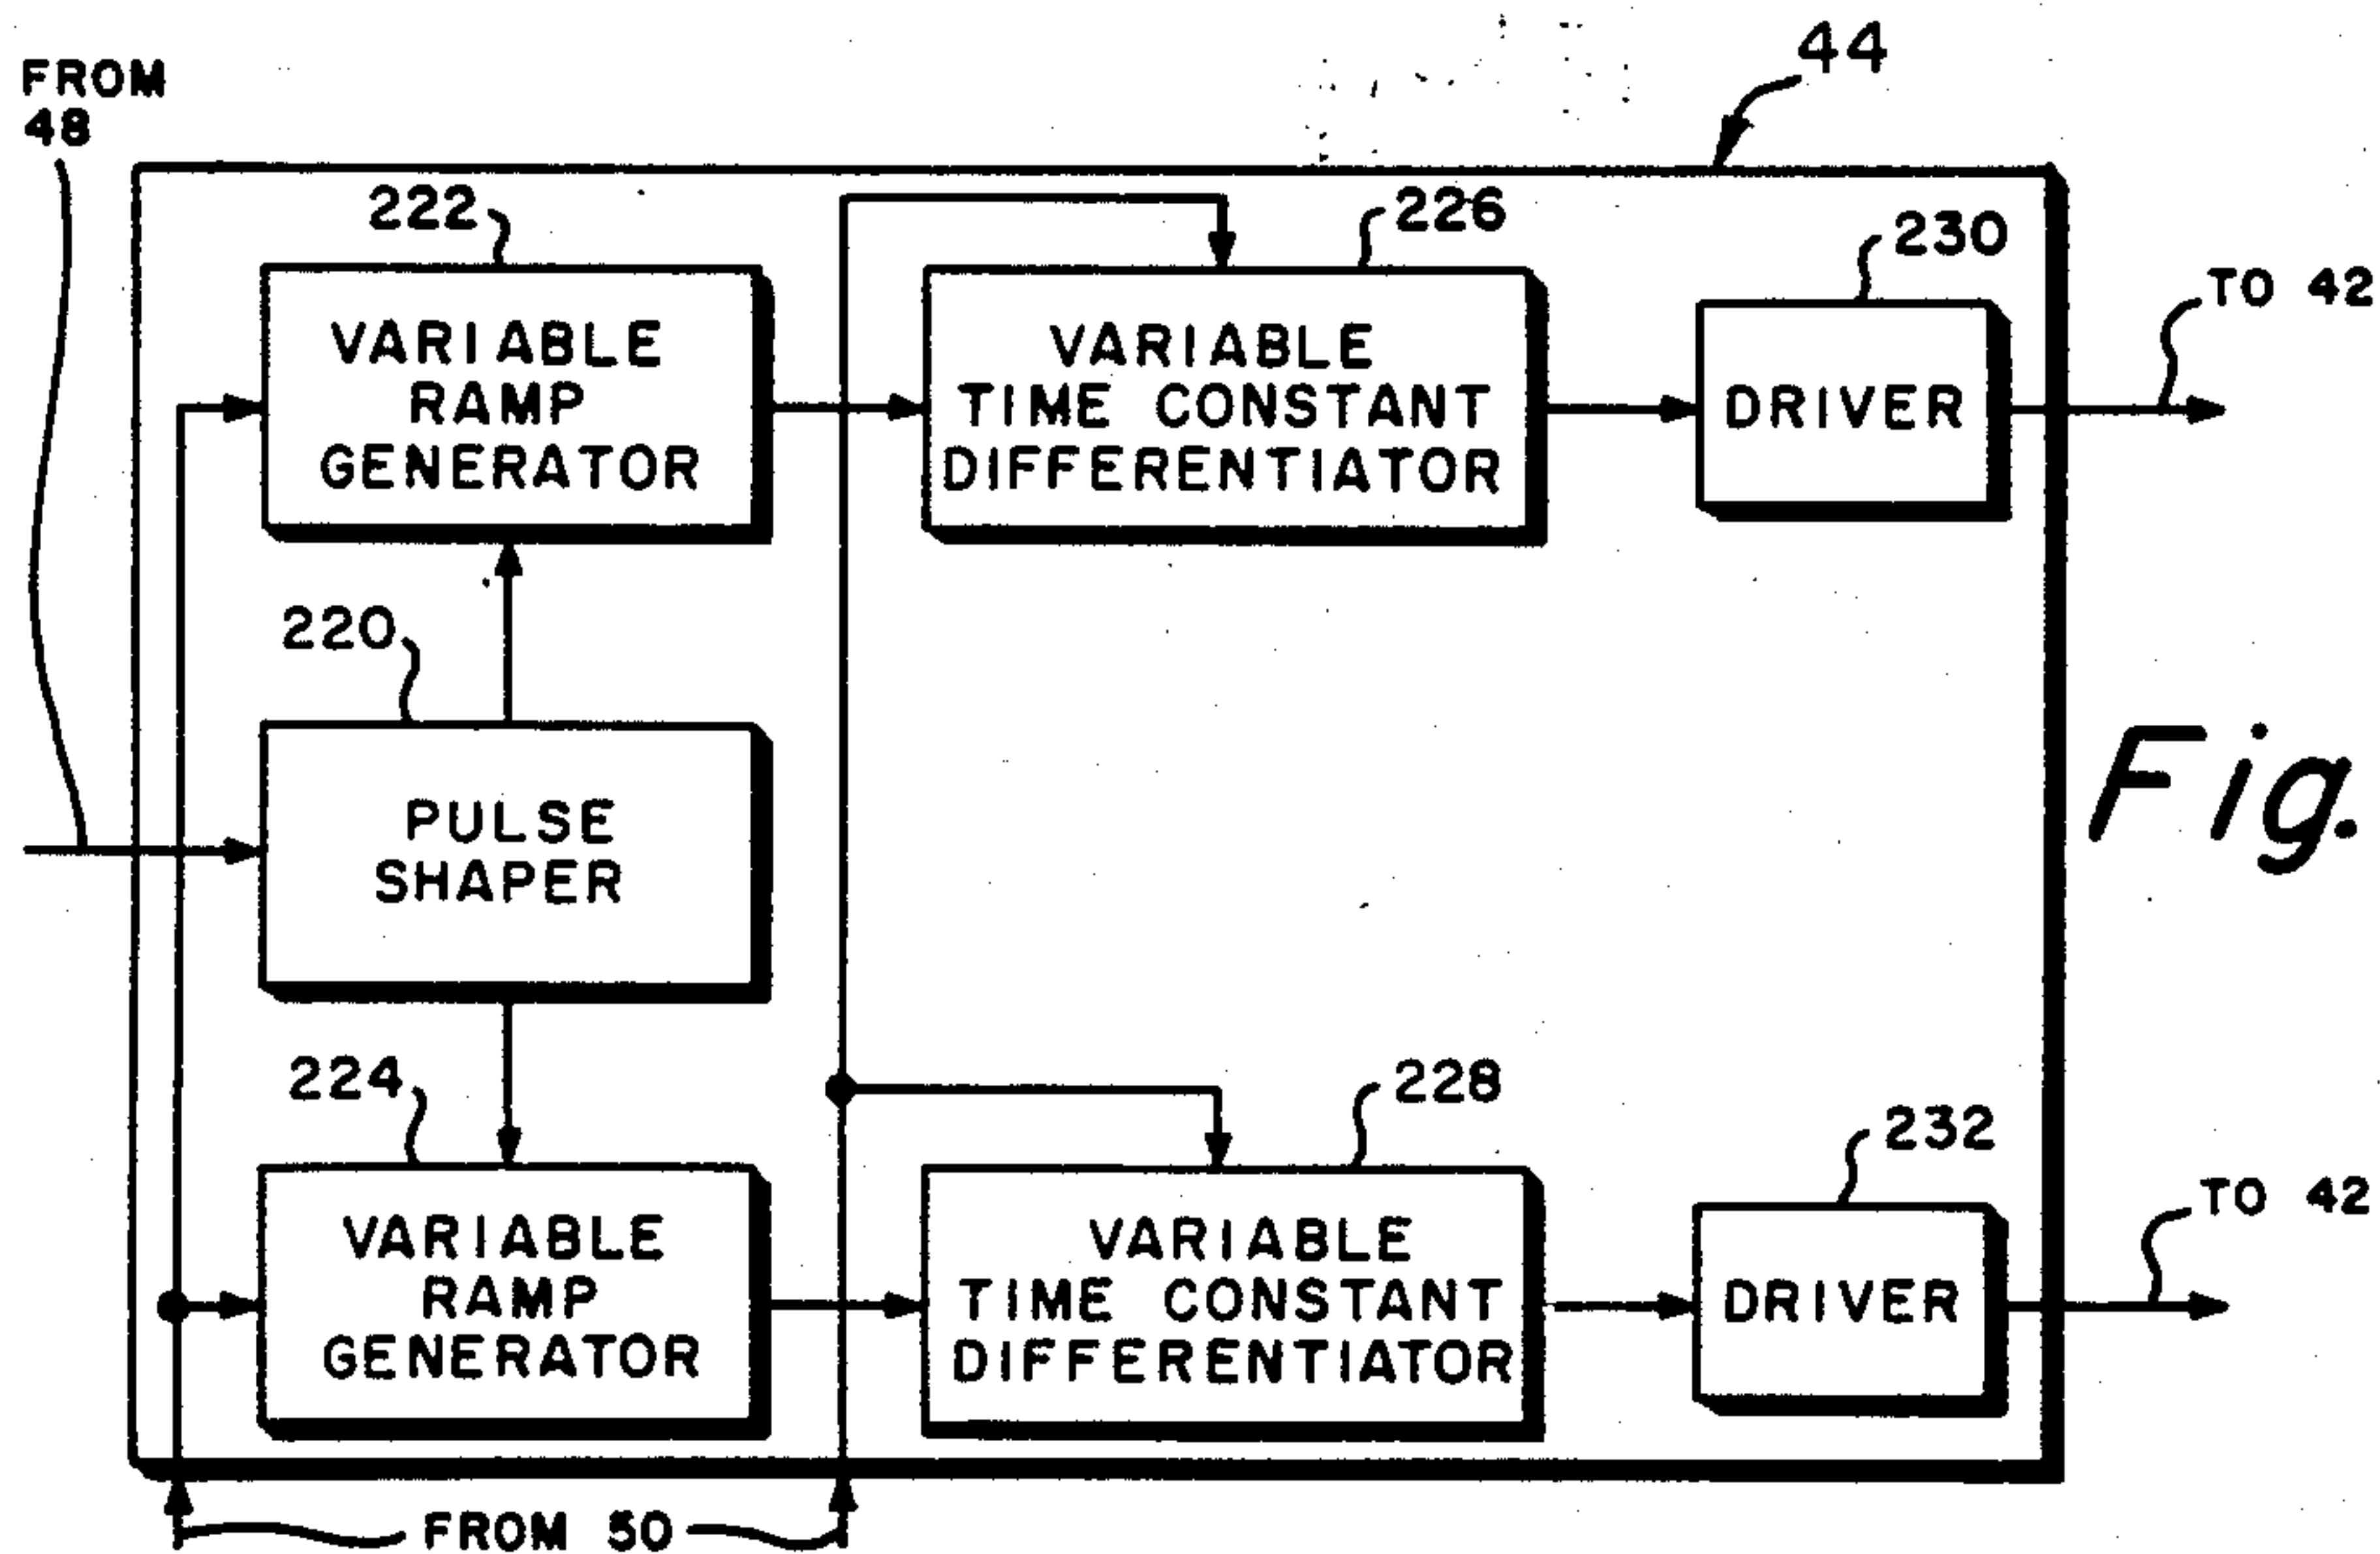 44
FROM
48
222
226
230
TO 42
VARIABLE
RAMP
GENERATOR
VARIABLE
TIME CONSTANT
DIFFERENTIATOR
DRIVER
220
PULSE
SHAPER
Fig.
224
228
232
TO 42
VARIABLE
RAMP
GENERATOR
VARIABLE
TIME CONSTANT
DIFFERENTIATOR
DRIVER
FROM 50